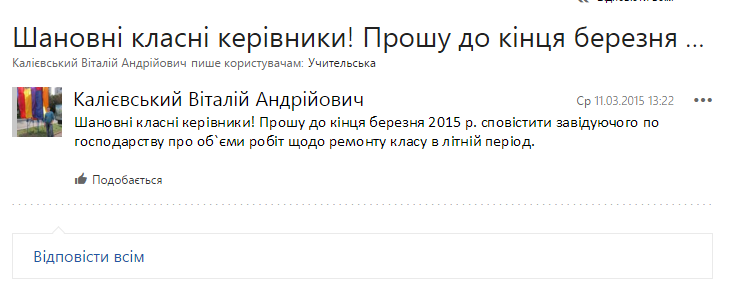 Шановні класні керівники! Прошу до кінця березня ...
Калієвський Віталій Андрійович пише користувачам: Учительська
Калієвський Віталій Андрійович
Ср 11.03.2015 13:22
Шановні класні керівники! Прошу до кінця березня 2015 р. сповістити завідуючого по
господарству про об`єми робіт щодо ремонту класу в літній період.
Подобається
Відповісти всім